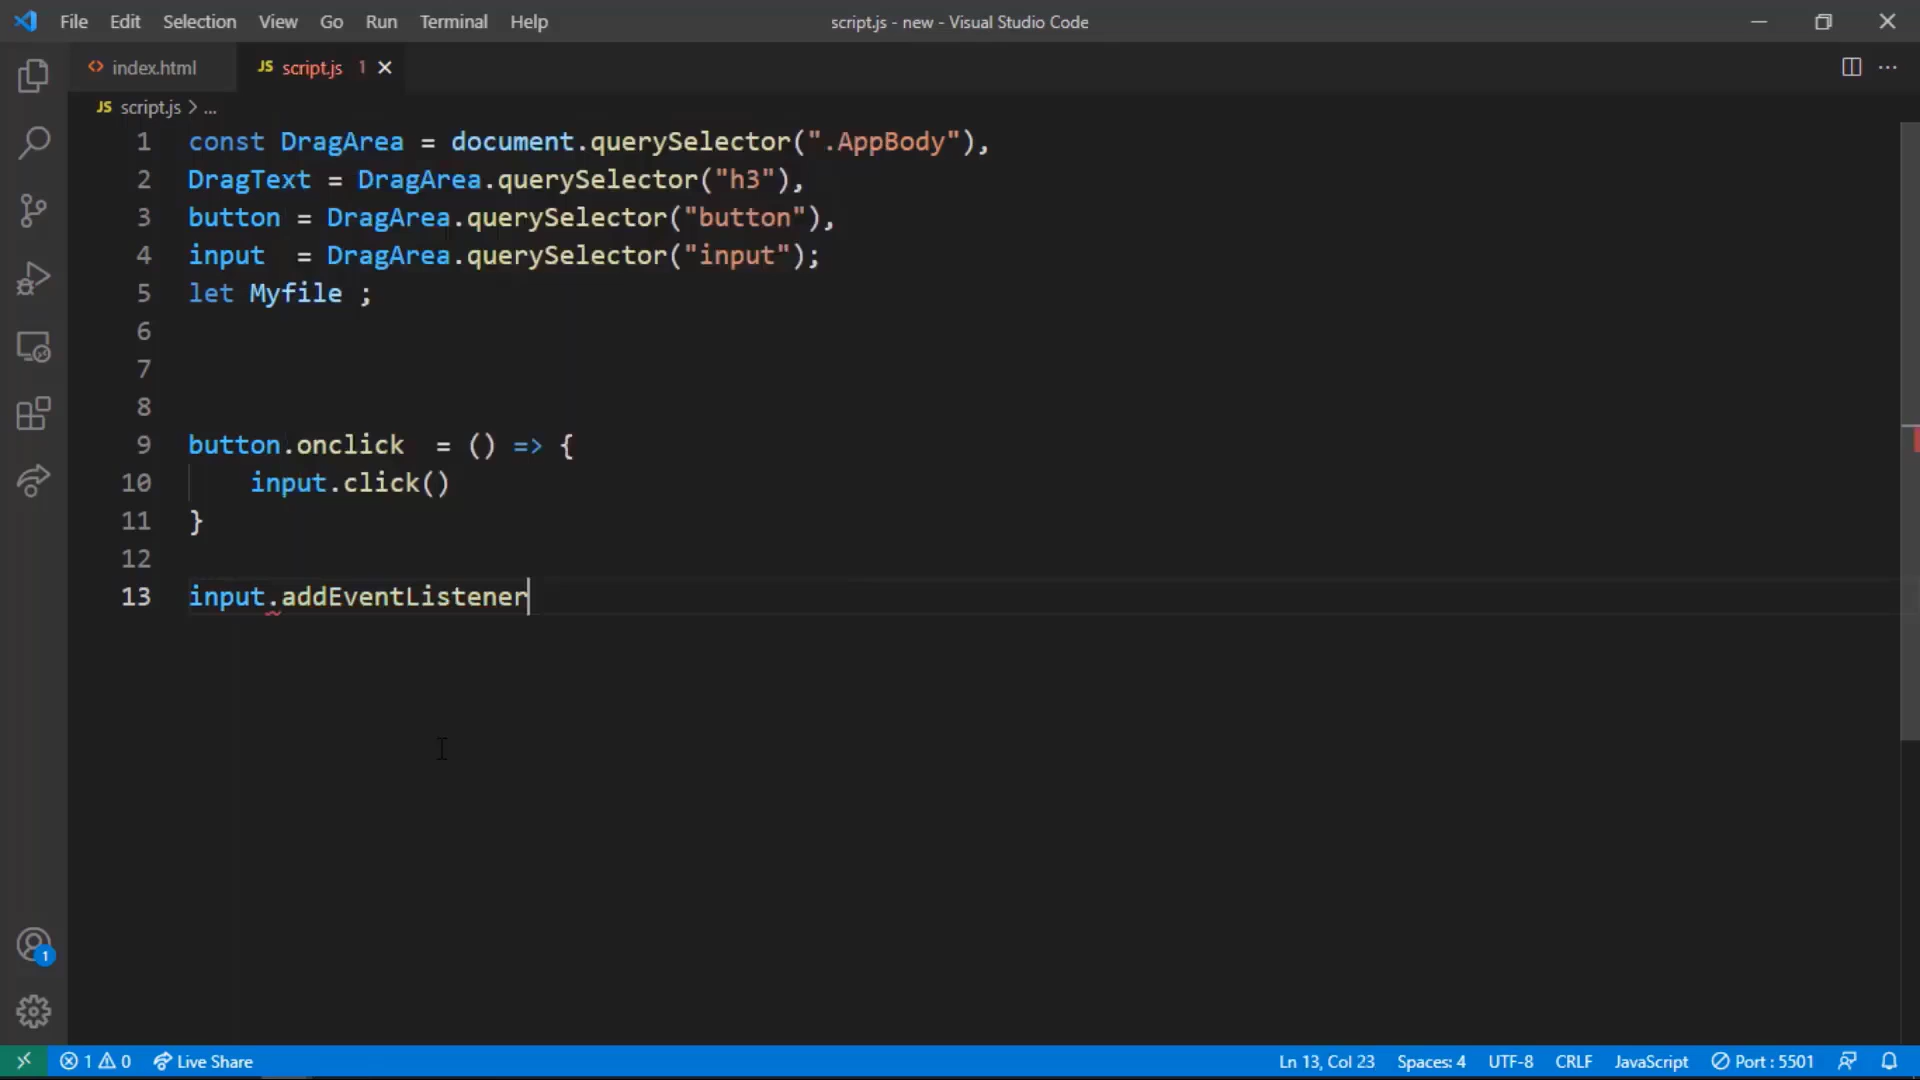 File Edit Selection View Go Run Terminal Help script.js - new - Visual Studio Code
index.html JS script.js 1
JS script.js > ...
1 const DragArea = document.querySelector(".AppBody"),
2 DragText = DragArea.querySelector("h3"),
3 button = DragArea.querySelector("button"),
4 input  = DragArea.querySelector("input");
5 let Myfile ;
6
7
8
9 button.onclick  = () => {
10     input.click()
11 }
12
13 input.addEventListener
1
1 0 Live Share Ln 13, Col 23 Spaces: 4 UTF-8 CRLF JavaScript Port : 5501